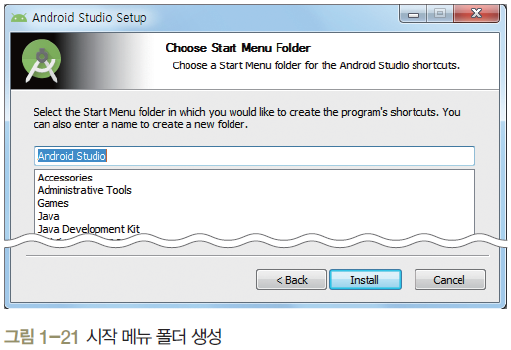 Android Studio Setup
Choose Start Menu Folder
Choose a Start Menu folder for the Android Studio shortcuts.
Select the Start Menu folder in which you would like to create the program's shortcuts. You
can also enter a name to create a new folder.
Android Studio
Accessories
Administrative Tools
Games
Java
Java Development Kit
< Back
Install
Cancel
그림 1-21 시작 메뉴 폴더 생성